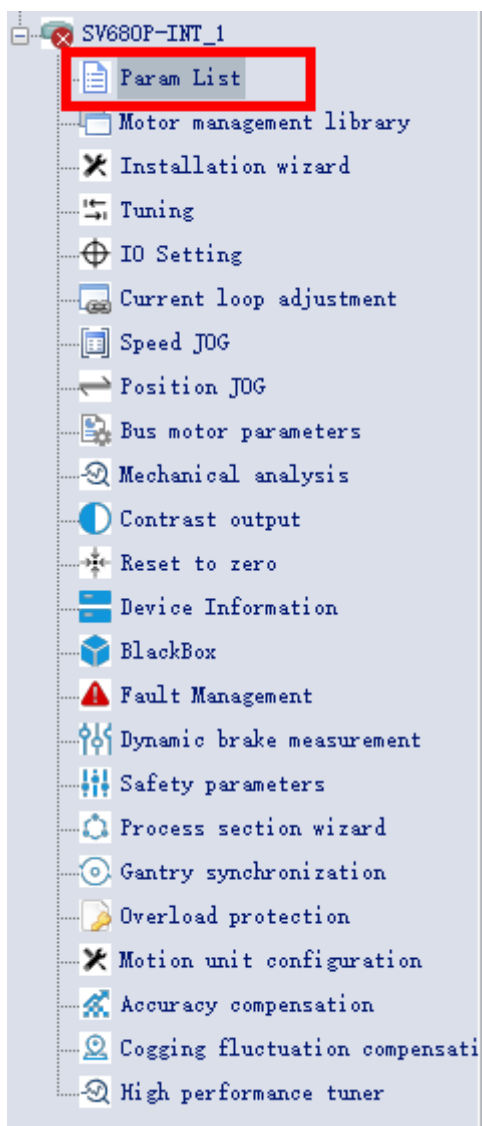 SV680P-INT_1
Param List
Motor management library
Installation wizard
Tuning
IO Setting
Current loop adjustment
Speed JOG
Position JOG
Bus motor parameters
Mechanical analysis
Contrast output
Reset to zero
Device Information
BlackBox
Fault Management
Dynamic brake measurement
Safety parameters
Process section wizard
Gantry synchronization
Overload protection
Motion unit configuration
Accuracy compensation
Cogging fluctuation compensati
High performance tuner